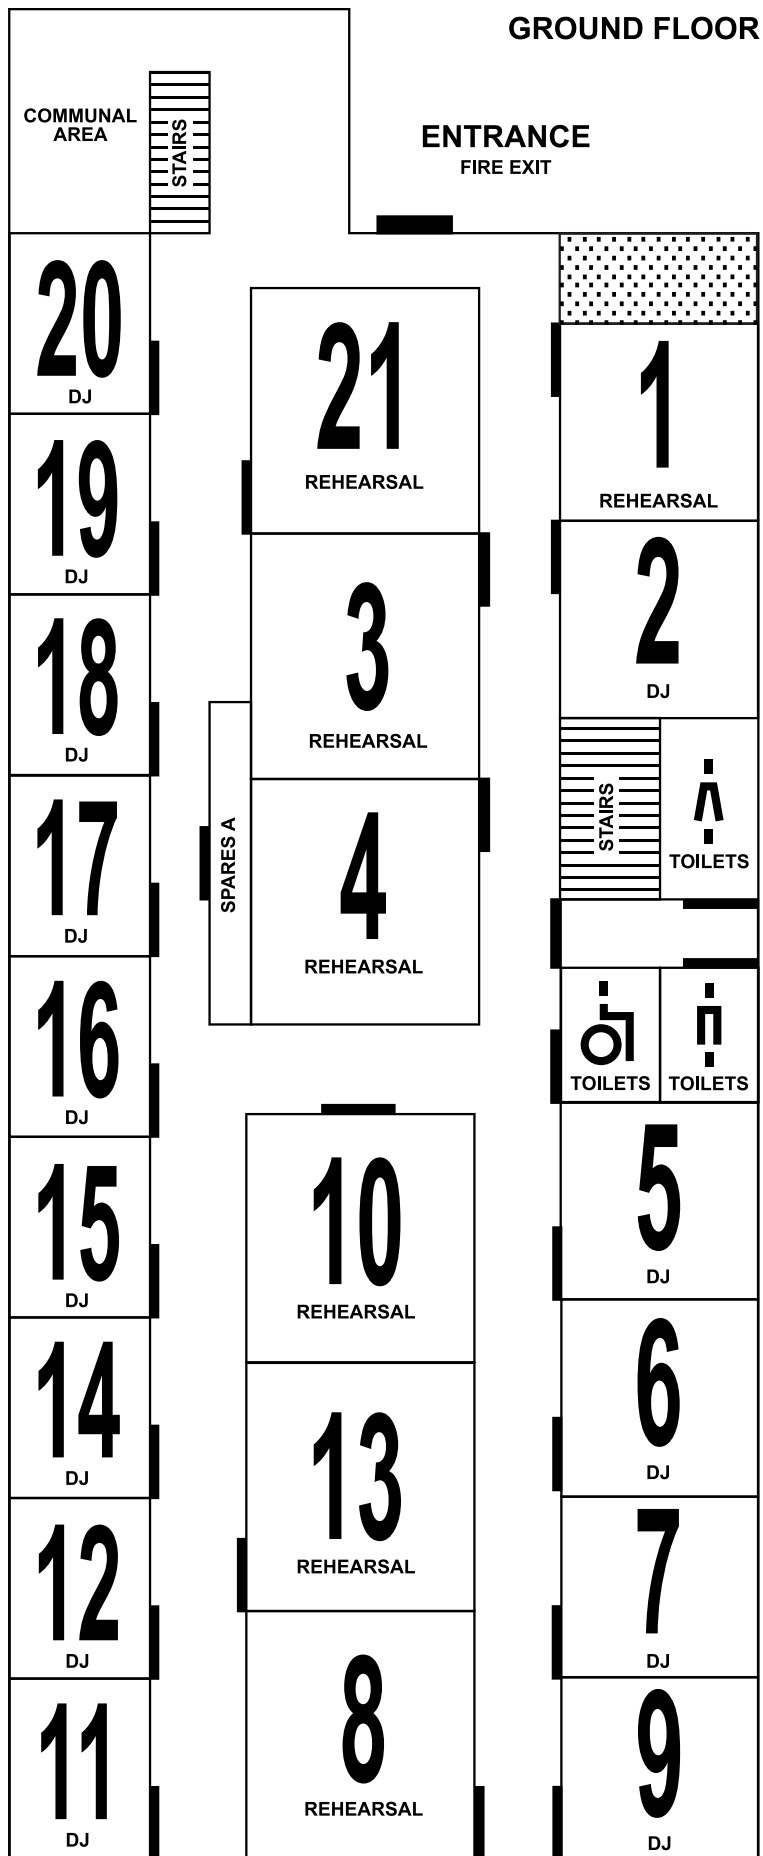 GROUND FLOOR
COMMUNAL
AREA
STAIRS
ENTRANCE
FIRE EXIT
20
DJ
19
DJ
18
DJ
17
DJ
16
DJ
15
DJ
14
DJ
12
DJ
11
DJ
21
REHEARSAL
3
REHEARSAL
SPARES A
4
REHEARSAL
10
REHEARSAL
13
REHEARSAL
8
REHEARSAL
1
REHEARSAL
2
DJ
STAIRS
TOILETS
TOILETS
TOILETS
5
DJ
6
DJ
7
DJ
9
DJ